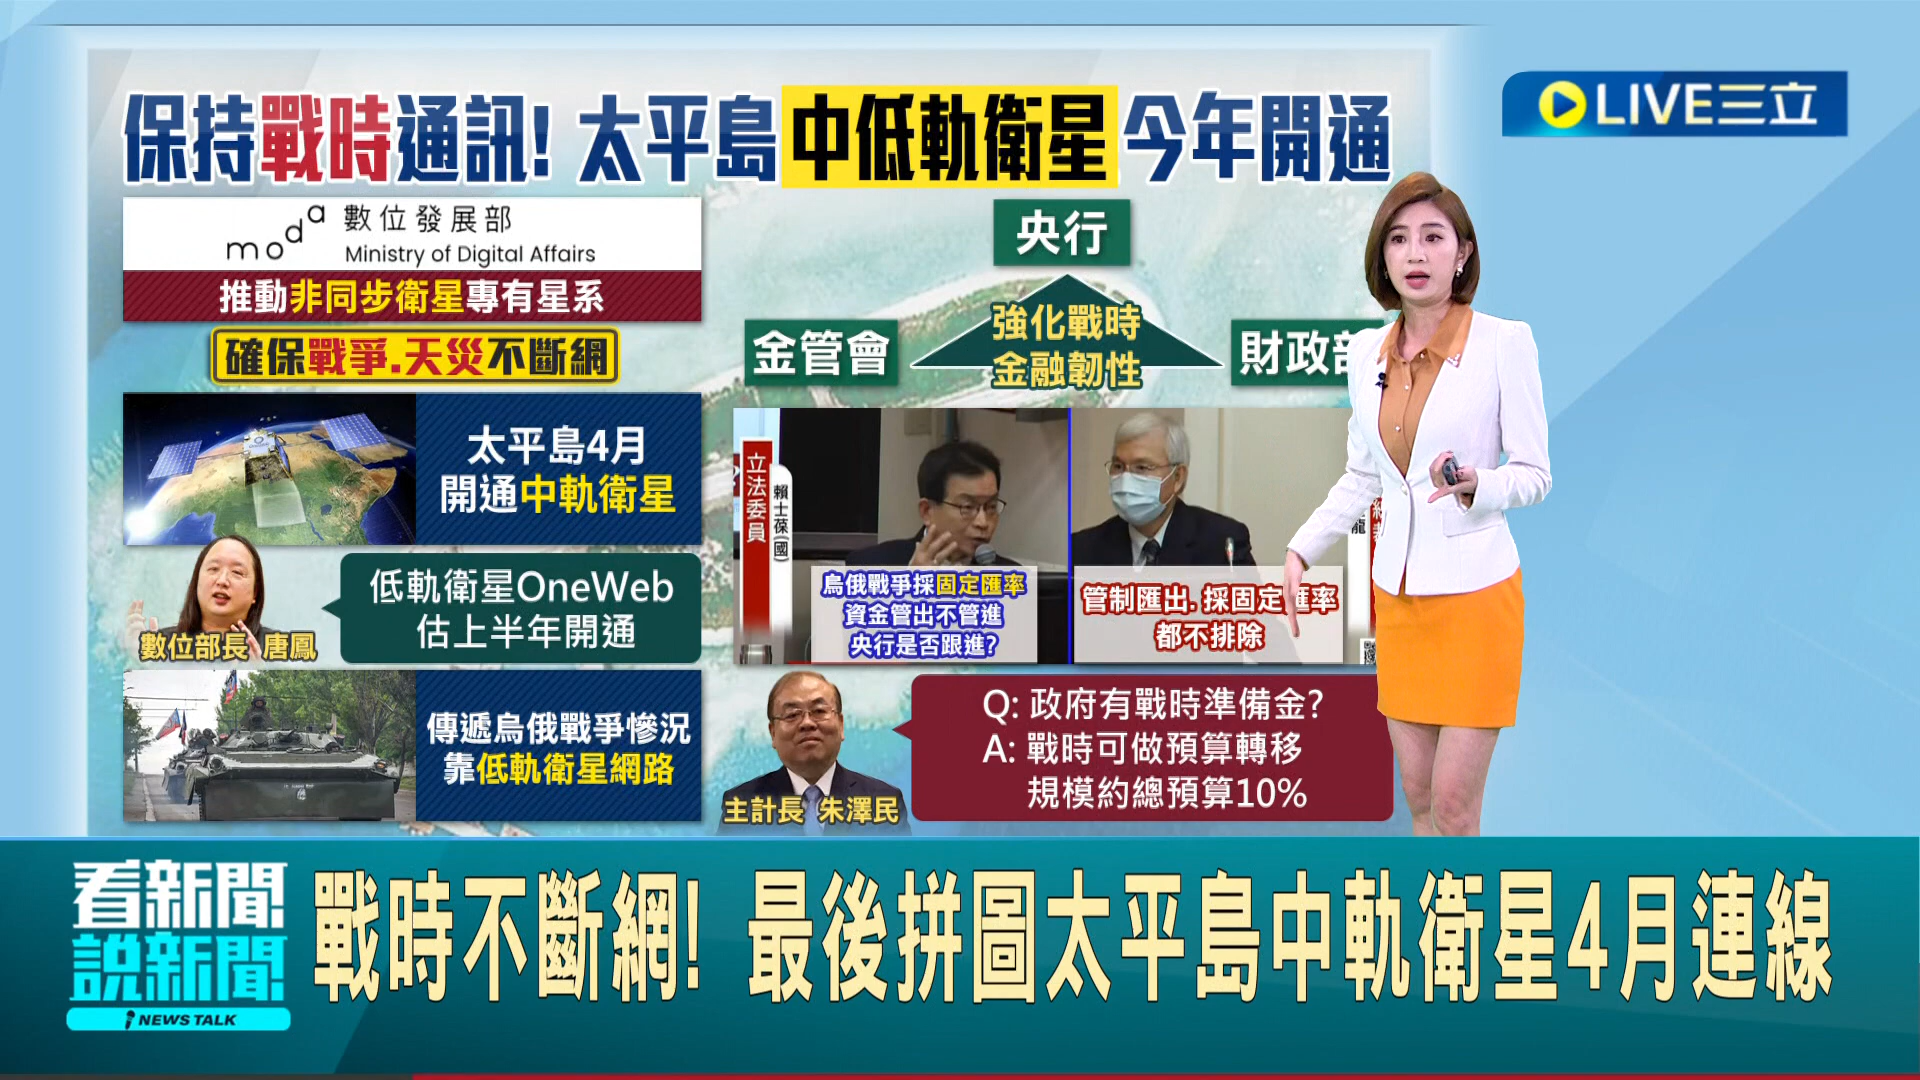 保持戰時通訊! 太平島中低軌衛星今年開通
LIVE三立
moda 數位發展部
Ministry of Digital Affairs
推動非同步衛星專有星系
確保戰爭.天災不斷網
太平島4月
開通中軌衛星
低軌衛星OneWeb
估上半年開通
數位部長 唐鳳
傳遞烏俄戰爭慘況
靠低軌衛星網路
央行
強化戰時
金融韌性
金管會
財政部
立法委員
賴士葆(國)
烏俄戰爭採固定匯率
資金管出不管進
央行是否跟進?
管制匯出.採固定匯率
都不排除
龍
Q: 政府有戰時準備金?
A: 戰時可做預算轉移
規模約總預算10%
主計長 朱澤民
看新聞
說新聞
NEWS TALK
戰時不斷網! 最後拼圖太平島中軌衛星4月連線